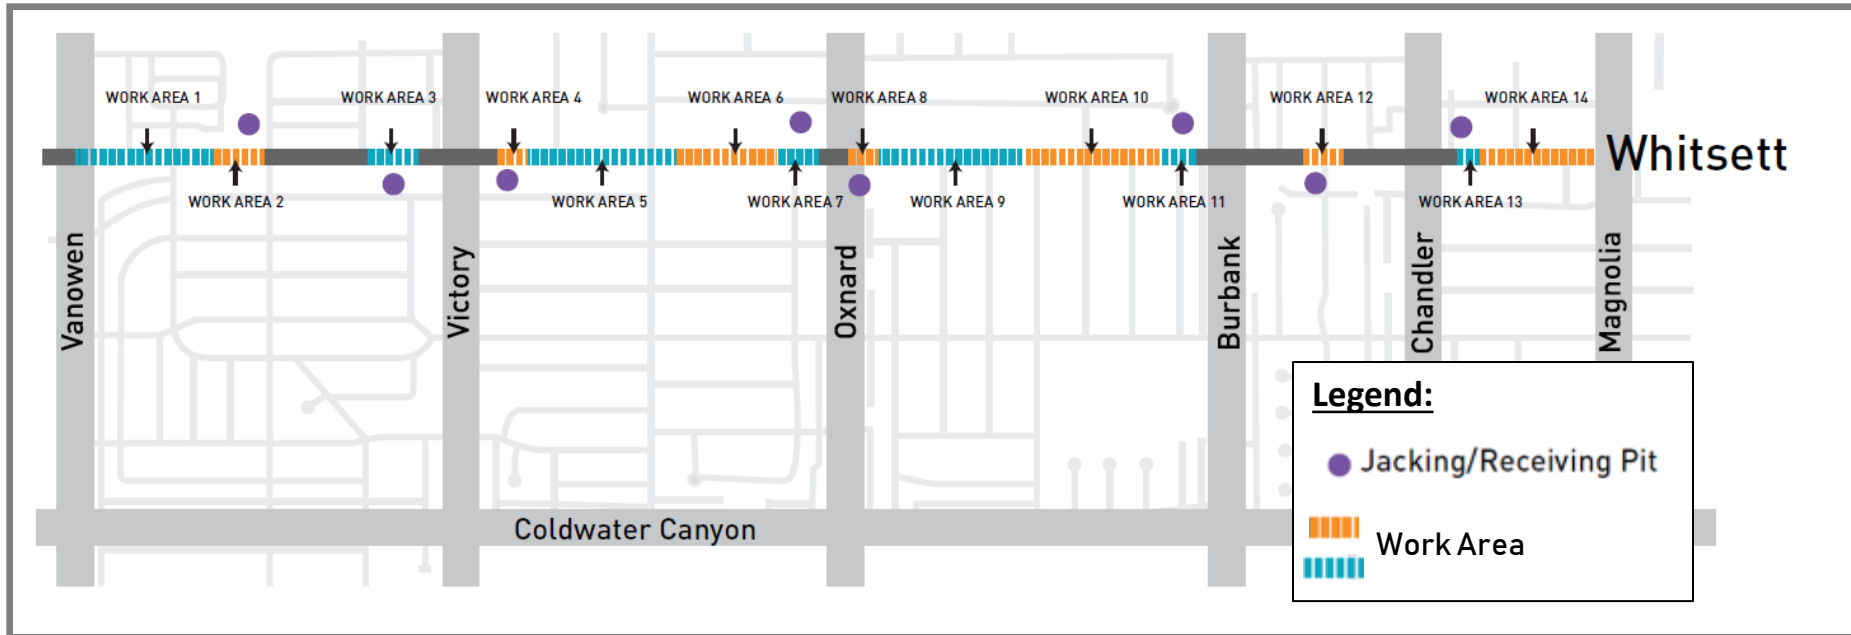 WORK AREA 1
WORK AREA 3
WORK AREA 4
WORK AREA 6
WORK AREA 8
WORK AREA 10
WORK AREA 12
WORK AREA 14
Whitsett
WORK AREA 2
WORK AREA 5
WORK AREA 7
WORK AREA 9
WORK AREA 11
WORK AREA 13
Vanowen
Victory
Oxnard
Burbank
Chandler
Magnolia
Coldwater Canyon
Legend:
Jacking/Receiving Pit
Work Area